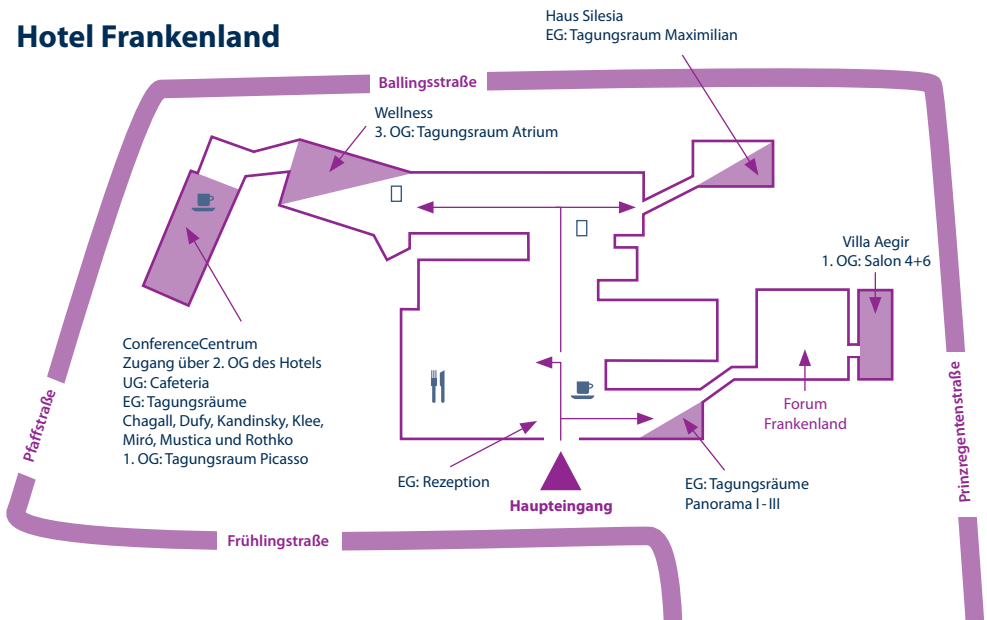 Hotel Frankenland
Haus Silesia
EG: Tagungsraum Maximilian
Ballingsstraße
Wellness
3. OG: Tagungsraum Atrium
Villa Aegir
1. OG: Salon 4+6
ConferenceCentrum
Zugang über 2. OG des Hotels
UG: Cafeteria
EG: Tagungsräume
Chagall, Dufy, Kandinsky, Klee,
Miró, Mustica und Rothko
1. OG: Tagungsraum Picasso
Pfaffstraße
Forum
Frankenland
Prinzregentenstraße
EG: Rezeption
Haupteingang
EG: Tagungsräume
Panorama I - III
Frühlingstraße